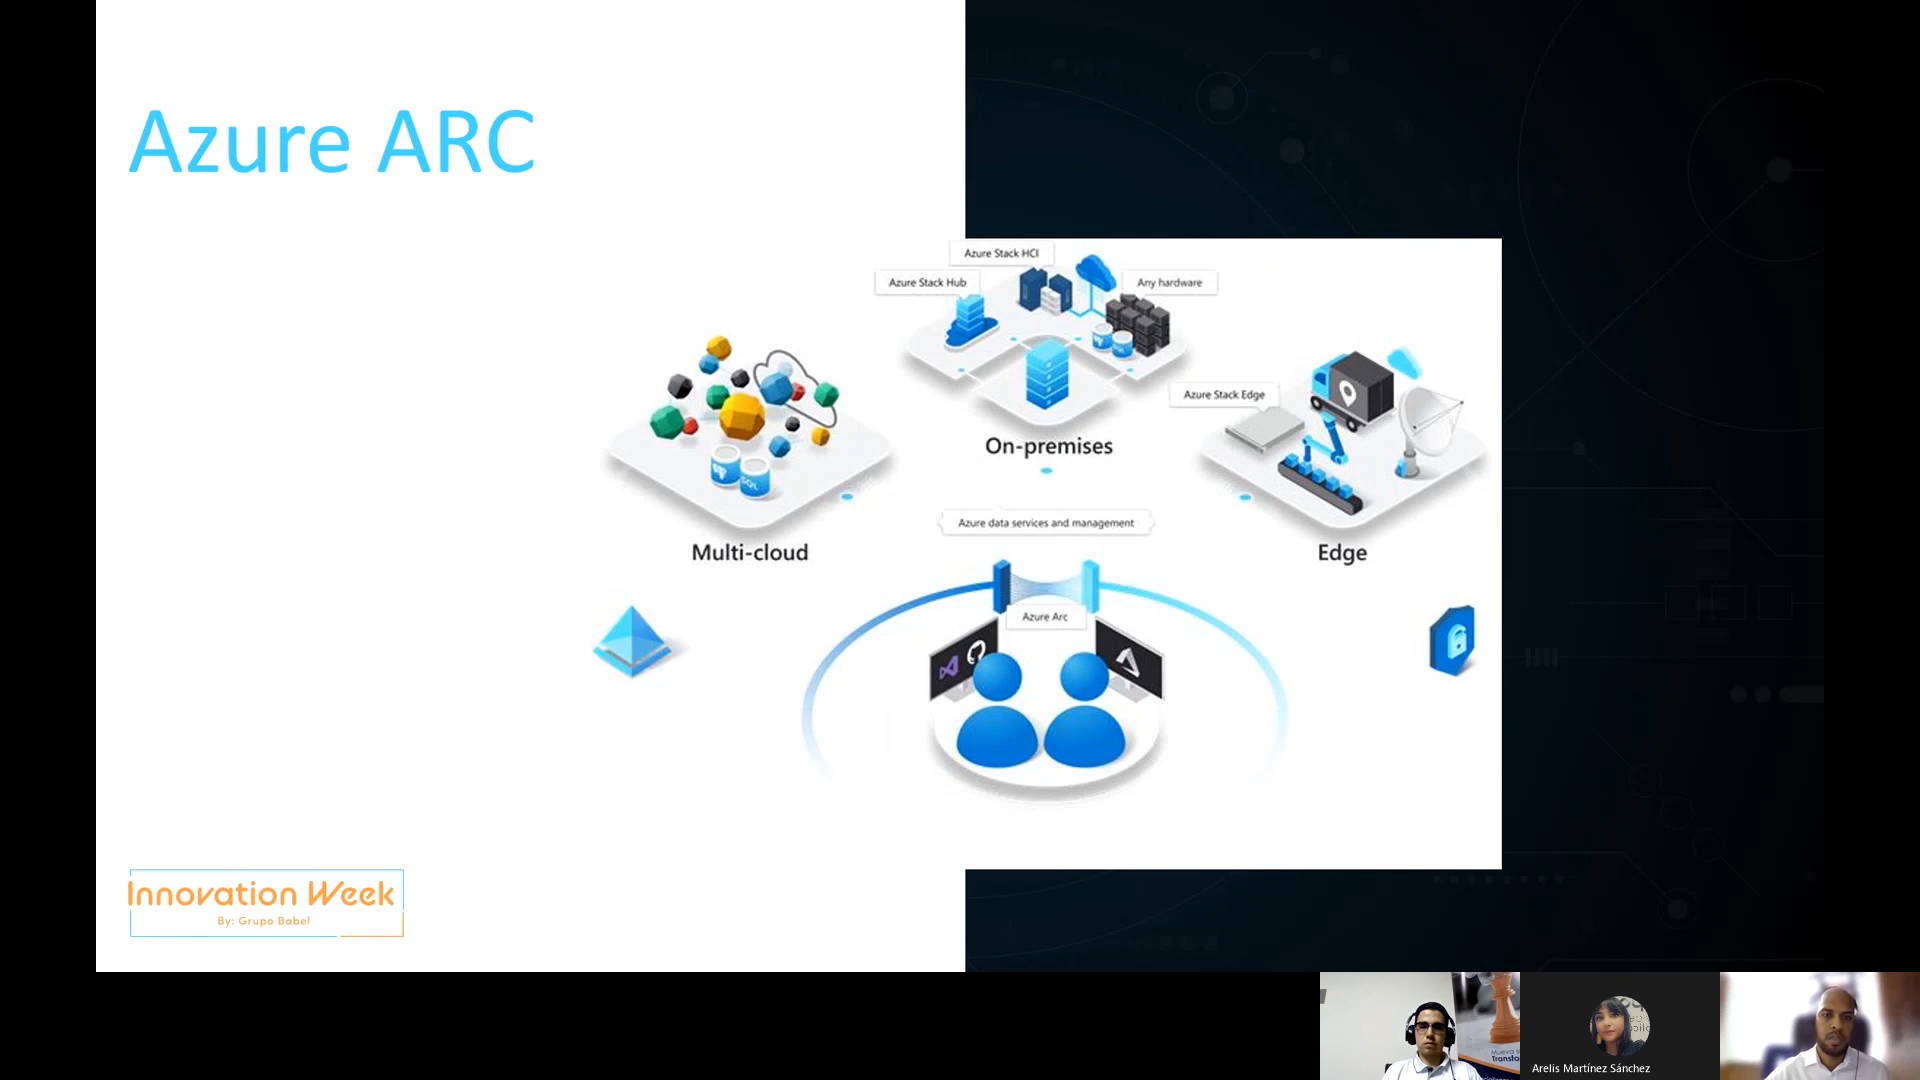 Azure ARC
Azure Stack HCI
Azure Stack Hub
Any hardware
Azure Stack Edge
On-premises
SQL
Azure data services and management
Multi-cloud
Edge
Azure Arc
Innovation Week
By: Grupo Babel
Arelis Martínez Sánchez